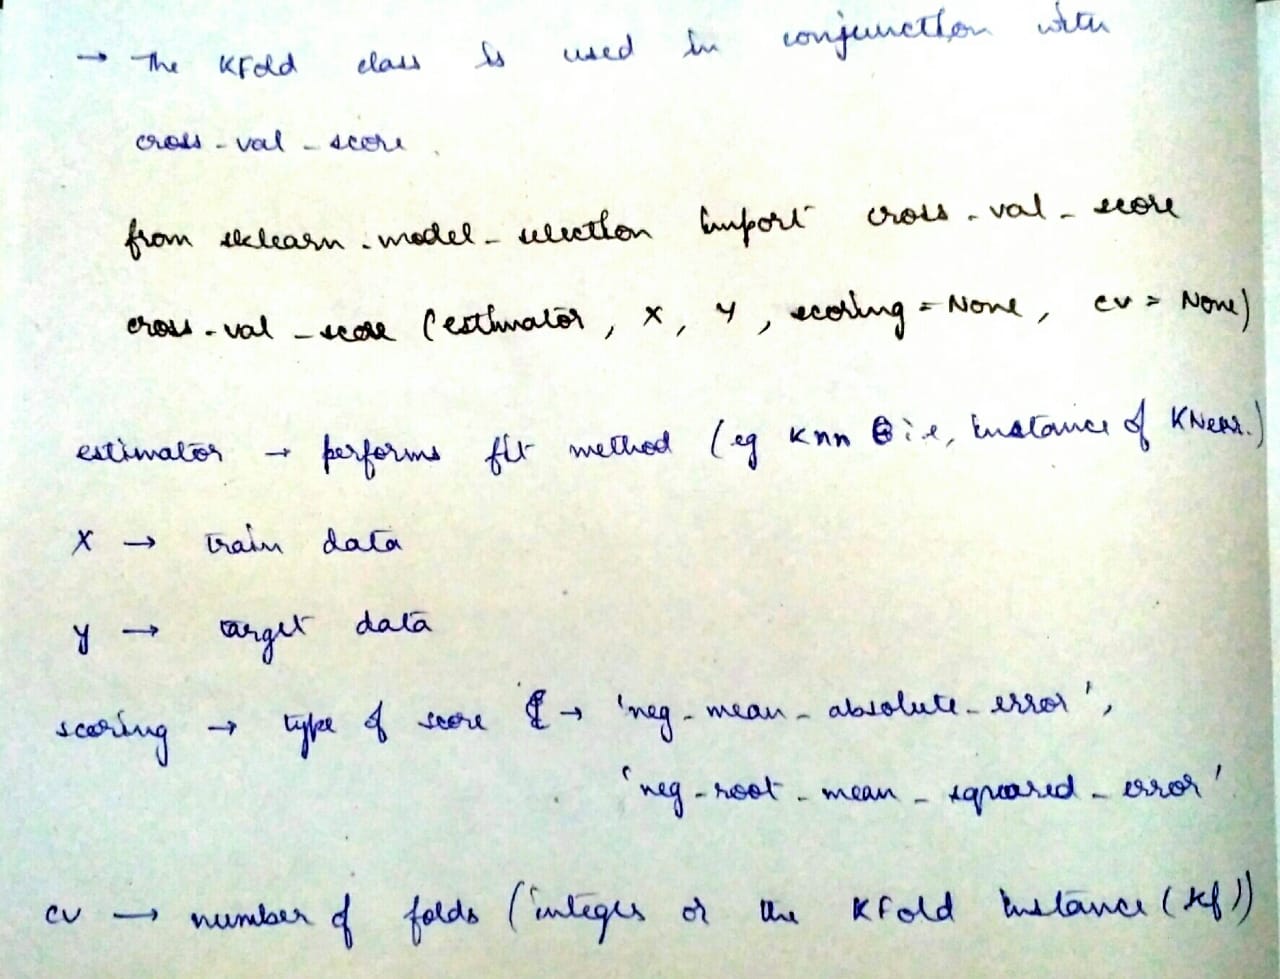 → The KFold class is used in conjunction with
cross-val-score.
from sklearn.model-selection import cross-val-score
cross-val-score (estimator, X, y, scoring = None, cv = None)
estimator → performs fit method (eg knn i.e, instance of KNear.)
X → train data
y → target data
scoring → type of score → 'neg-mean-absolute-error',
'neg-root-mean-squared-error'
cv → number of folds (integer or the KFold instance (kf))